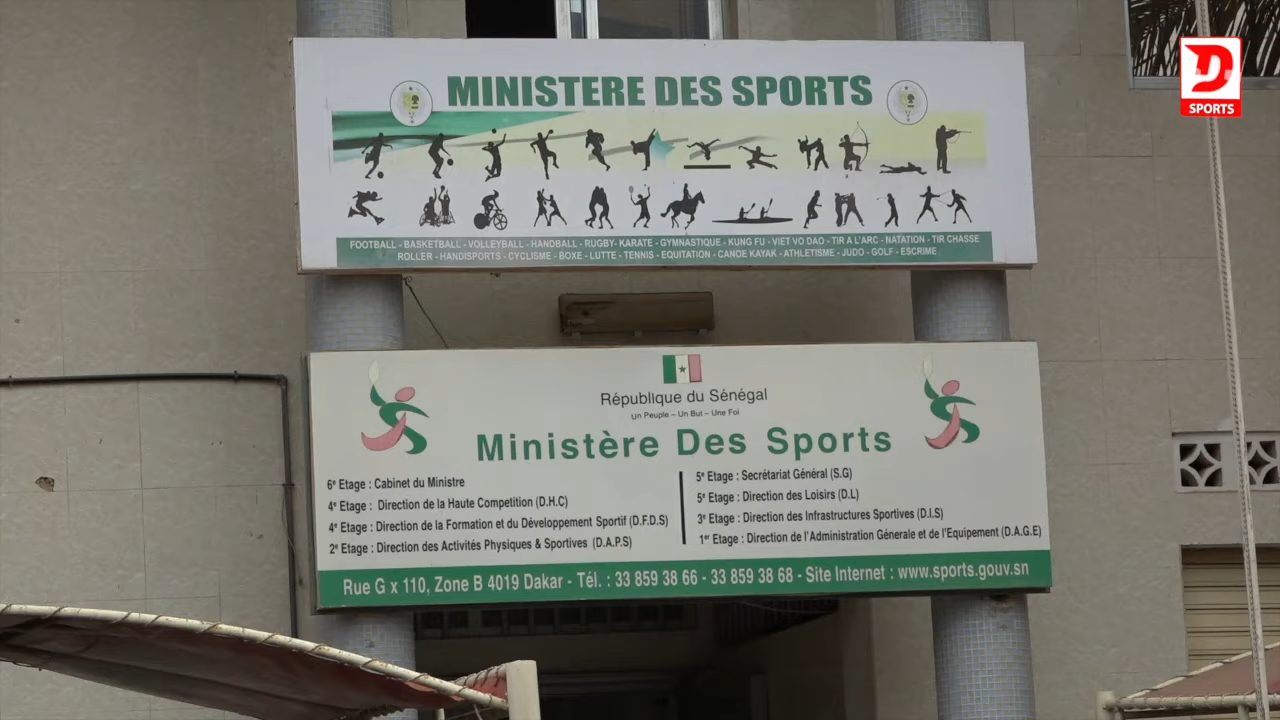 D
SPORTS
MINISTERE DES SPORTS
FOOTBALL - BASKETBALL - VOLLEYBALL - HANDBALL - RUGBY- KARATE - GYMNASTIQUE - KUNG FU - VIET VO DAO - TIR A L'ARC - NATATION - TIR CHASSE
ROLLER - HANDISPORTS - CYCLISME - BOXE - LUTTE - TENNIS - EQUITATION - CANOE KAYAK - ATHLETISME - JUDO - GOLF - ESCRIME
République du Sénégal
Un Peuple – Un But – Une Foi
Ministère Des Sports
6e Etage : Cabinet du Ministre
4e Etage : Direction de la Haute Competition (D.H.C)
4e Etage : Direction de la Formation et du Développement Sportif (D.F.D.S)
2e Etage : Direction des Activités Physiques & Sportives (D.A.P.S)
5e Etage : Secrétariat Général (S.G)
5e Etage : Direction des Loisirs (D.L)
3e Etage : Direction des Infrastructures Sportives (D.I.S)
1er Etage : Direction de l'Administration Génerale et de l'Equipement (D.A.G.E)
Rue G x 110, Zone B 4019 Dakar - Tél. : 33 859 38 66 - 33 859 38 68 - Site Internet : www.sports.gouv.sn